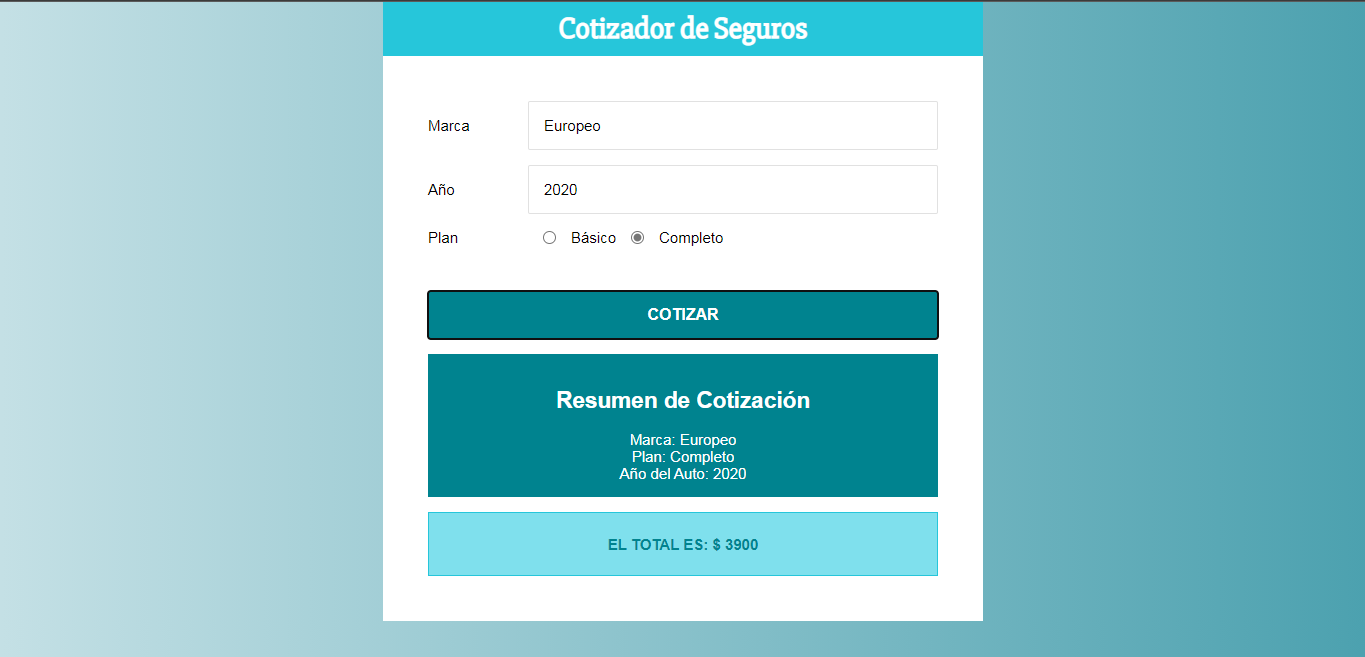 Cotizador de Seguros
Marca
Europeo
Año
2020
Plan
Básico
Completo
COTIZAR
Resumen de Cotización
Marca: Europeo
Plan: Completo
Año del Auto: 2020
EL TOTAL ES: $ 3900